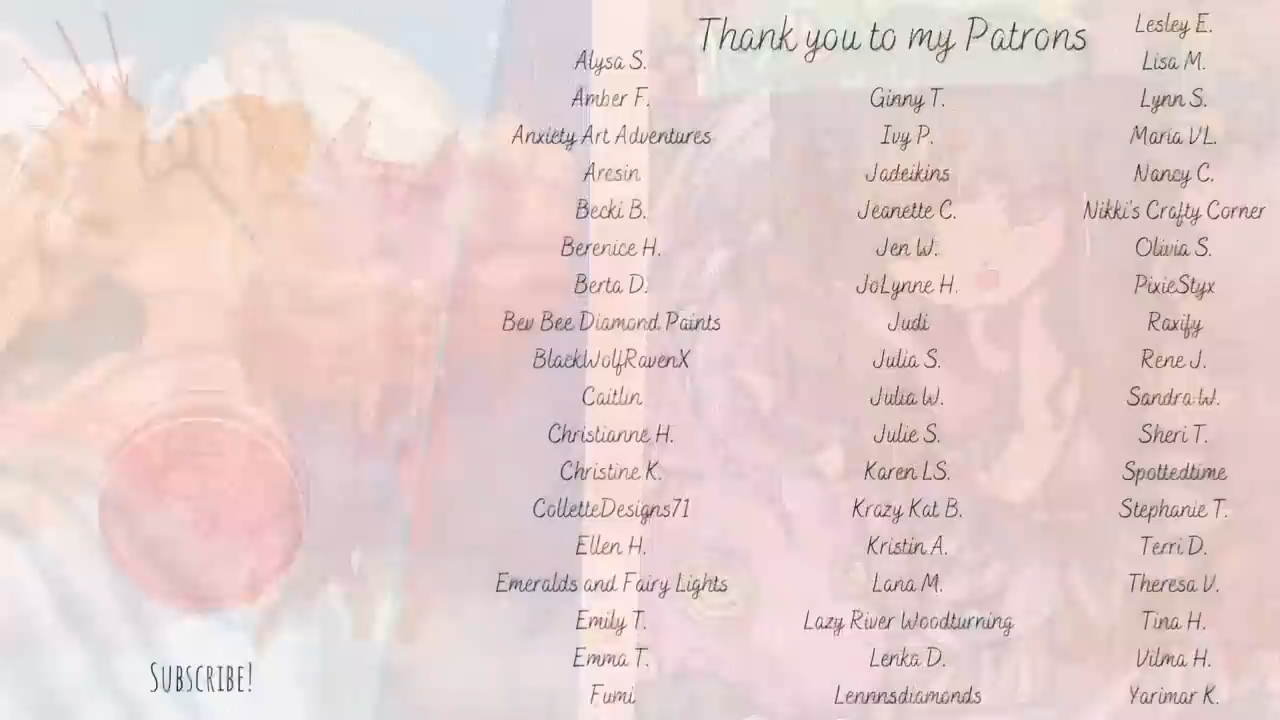 Thank you to my Patrons
Alysa S.
Amber F.
Anxiety Art Adventures
Aresin
Becki B.
Berenice H.
Berta D.
Bev Bee Diamond Paints
BlackWolfRavenX
Caitlin
Christianne H.
Christine K.
ColletteDesigns71
Ellen H.
Emeralds and Fairy Lights
Emily T.
Emma T.
Fumi
Ginny T.
Ivy P.
Jadeikins
Jeanette C.
Jen W.
JoLynne H.
Judi
Julia S.
Julia W.
Julie S.
Karen LS.
Krazy Kat B.
Kristin A.
Lana M.
Lazy River Woodturning
Lenka D.
Lennnsdiamonds
Lesley E.
Lisa M.
Lynn S.
Maria VL.
Nancy C.
Nikki's Crafty Corner
Olivia S.
PixieStyx
Raxify
Rene J.
Sandra W.
Sheri T.
Spottedtime
Stephanie T.
Terri D.
Theresa V.
Tina H.
Vilma H.
Yarimar K.
SUBSCRIBE!